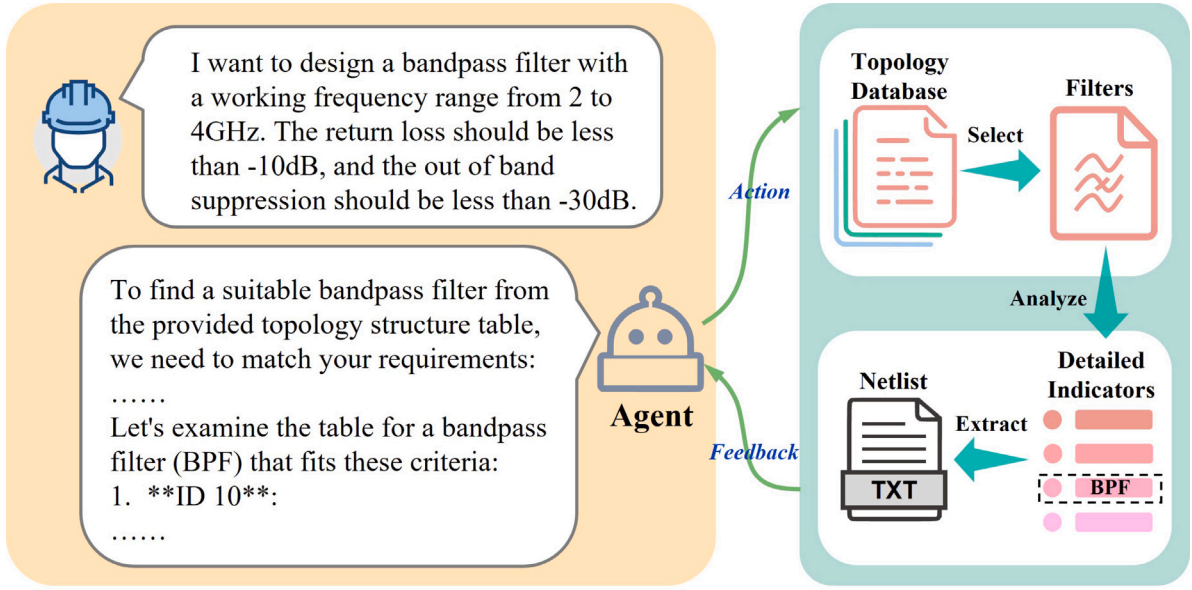 I want to design a bandpass filter with
a working frequency range from 2 to
4GHz. The return loss should be less
than -10dB, and the out of band
suppression should be less than -30dB.
To find a suitable bandpass filter from
the provided topology structure table,
we need to match your requirements:
......
Let's examine the table for a bandpass
filter (BPF) that fits these criteria:
1. **ID 10**:
......
Agent
Action
Feedback
Topology
Database
Select
Filters
Analyze
Detailed
Indicators
BPF
Extract
Netlist
TXT